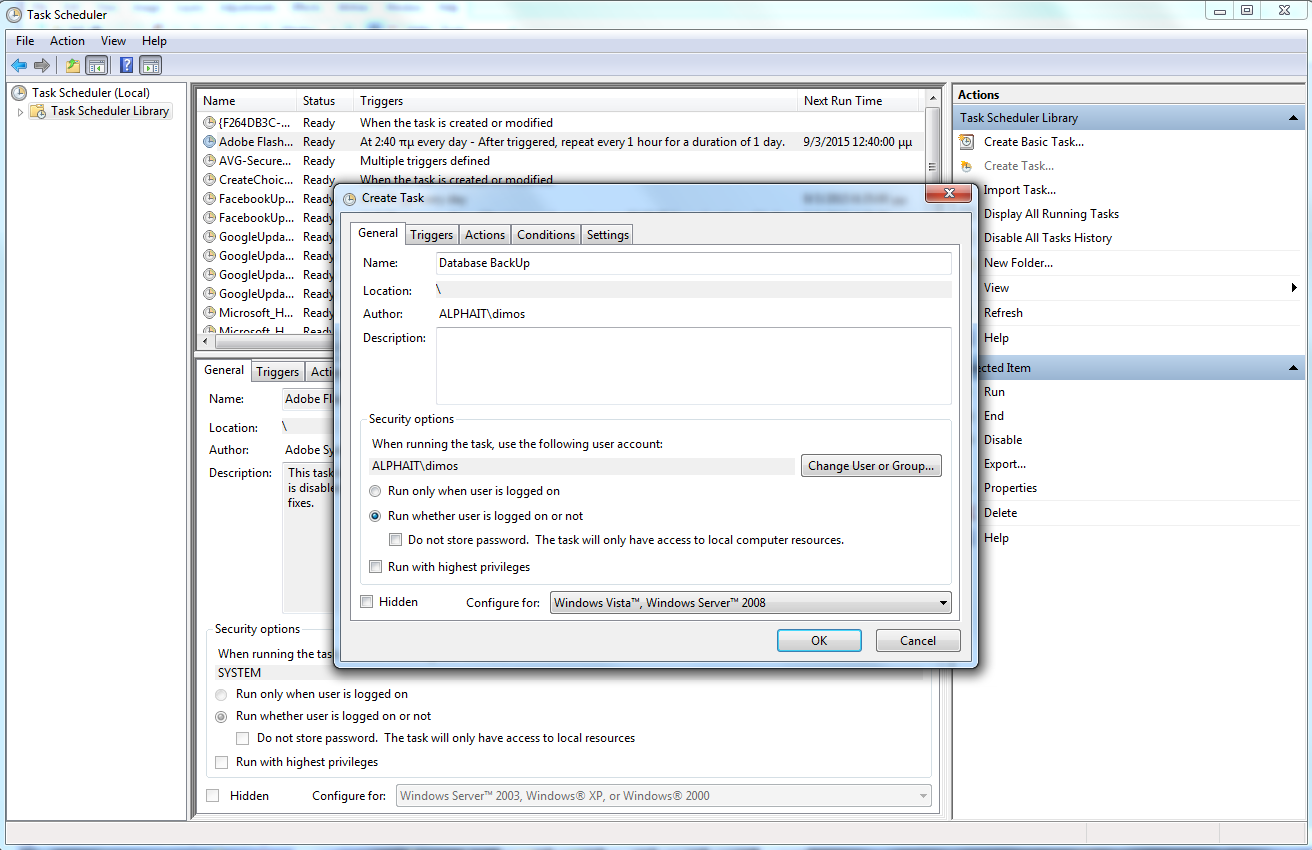 Task Scheduler
File Action View Help
Task Scheduler (Local)
Task Scheduler Library
Name Status Triggers Next Run Time
{F264DB3C-... Ready When the task is created or modified
Adobe Flash... Ready At 2:40 πμ every day - After triggered, repeat every 1 hour for a duration of 1 day. 9/3/2015 12:40:00 μμ
AVG-Secure... Ready Multiple triggers defined
CreateChoic... Ready When the task is created or modified
FacebookUp... Ready
FacebookUp... Ready
GoogleUpda... Ready
GoogleUpda... Ready
GoogleUpda... Ready
GoogleUpda... Ready
Microsoft_H... Ready
Microsoft_H... Ready
General Triggers Acti
Name: Adobe Fl
Location: \
Author: Adobe Sy
Description: This task
is disable
fixes.
Security options
When running the tas
SYSTEM
Run only when user is logged on
Run whether user is logged on or not
Do not store password. The task will only have access to local resources
Run with highest privileges
Hidden Configure for: Windows Server™ 2003, Windows® XP, or Windows® 2000
Create Task
General Triggers Actions Conditions Settings
Name: Database BackUp
Location: \
Author: ALPHAIT\dimos
Description:
Security options
When running the task, use the following user account:
ALPHAIT\dimos Change User or Group...
Run only when user is logged on
Run whether user is logged on or not
Do not store password. The task will only have access to local computer resources.
Run with highest privileges
Hidden Configure for: Windows Vista™, Windows Server™ 2008
OK Cancel
Actions
Task Scheduler Library
Create Basic Task...
Create Task...
Import Task...
Display All Running Tasks
Disable All Tasks History
New Folder...
View
Refresh
Help
ected Item
Run
End
Disable
Export...
Properties
Delete
Help